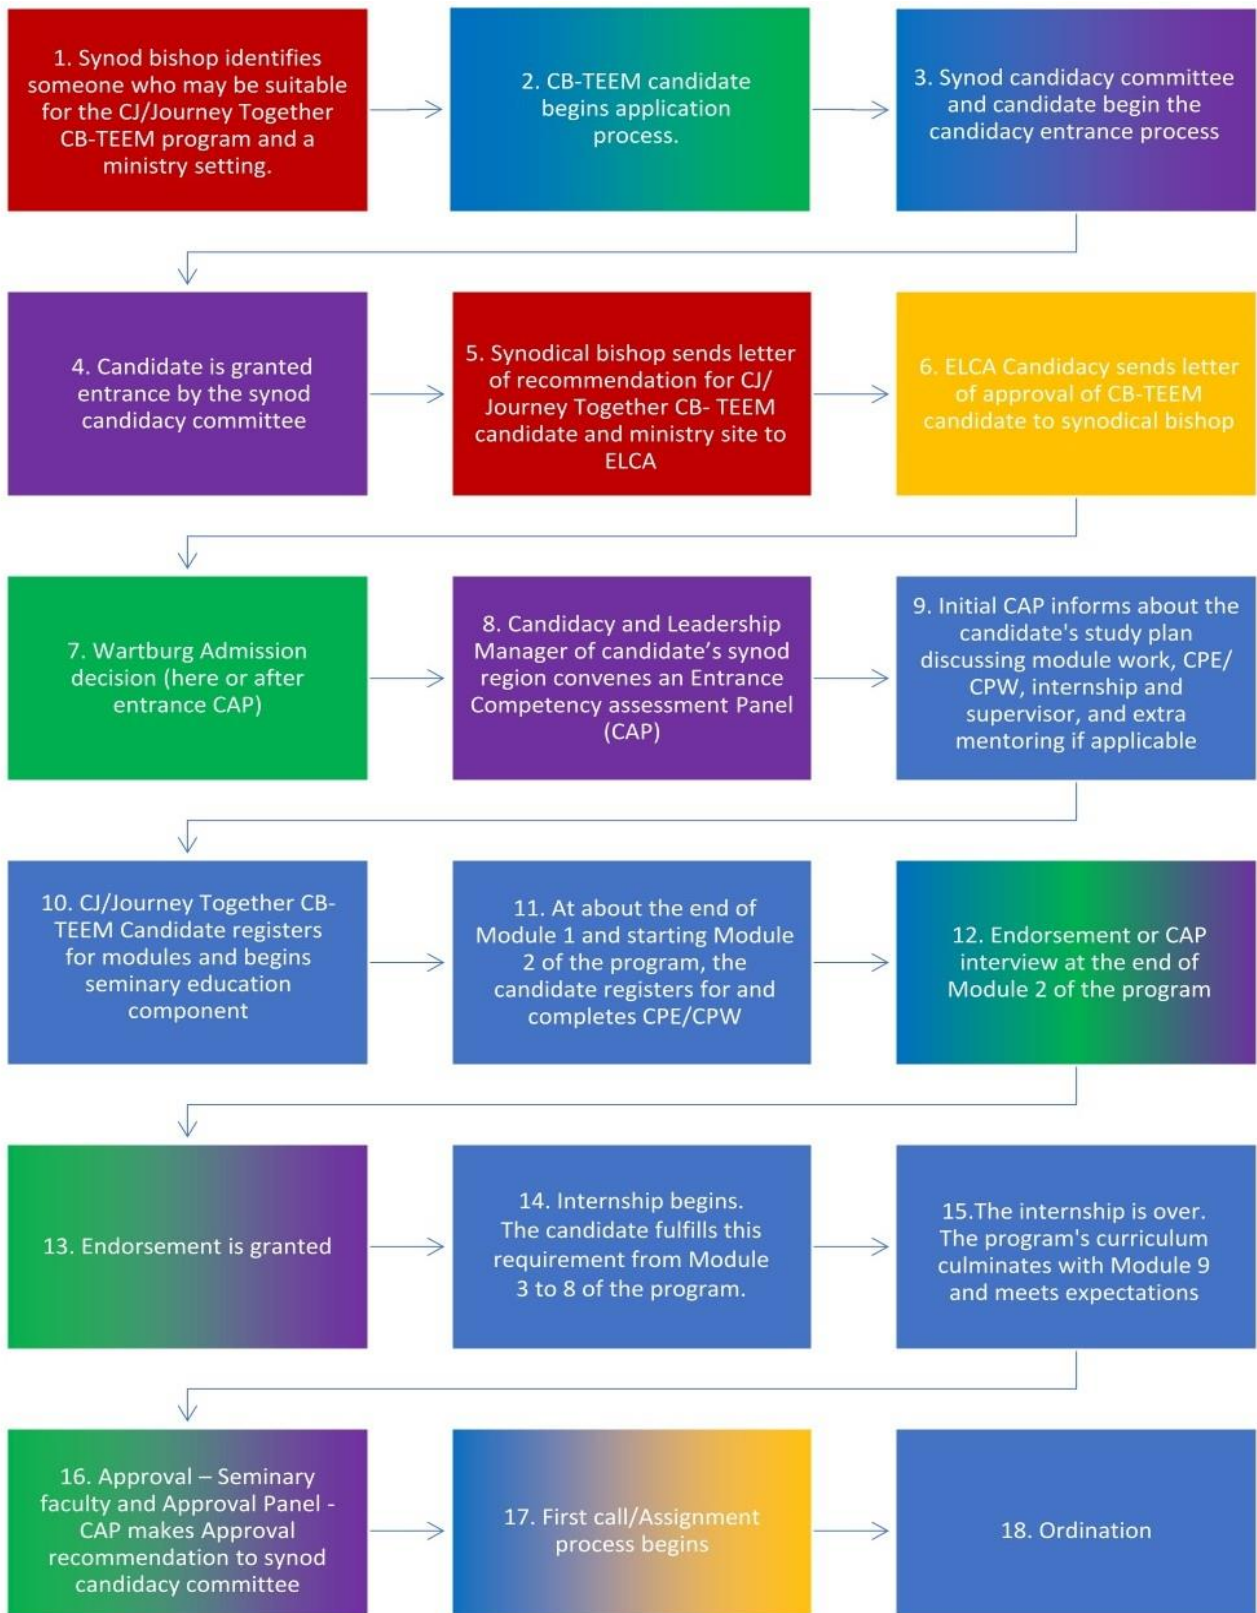 1. Synod bishop identifies
someone who may be suitable
for the CJ/Journey Together
CB-TEEM program and a
ministry setting.
2. CB-TEEM candidate
begins application
process.
3. Synod candidacy committee
and candidate begin the
candidacy entrance process
4. Candidate is granted
entrance by the synod
candidacy committee
5. Synodical bishop sends letter
of recommendation for CJ/
Journey Together CB- TEEM
candidate and ministry site to
ELCA
6. ELCA Candidacy sends letter
of approval of CB-TEEM
candidate to synodical bishop
7. Wartburg Admission
decision (here or after
entrance CAP)
8. Candidacy and Leadership
Manager of candidate’s synod
region convenes an Entrance
Competency assessment Panel
(CAP)
9. Initial CAP informs about the
candidate's study plan
discussing module work, CPE/
CPW, internship and
supervisor, and extra
mentoring if applicable
10. CJ/Journey Together CB-
TEEM Candidate registers
for modules and begins
seminary education
component
11. At about the end of
Module 1 and starting Module
2 of the program, the
candidate registers for and
completes CPE/CPW
12. Endorsement or CAP
interview at the end of
Module 2 of the program
13. Endorsement is granted
14. Internship begins.
The candidate fulfills this
requirement from Module
3 to 8 of the program.
15.The internship is over.
The program's curriculum
culminates with Module 9
and meets expectations
16. Approval – Seminary
faculty and Approval Panel -
CAP makes Approval
recommendation to synod
candidacy committee
17. First call/Assignment
process begins
18. Ordination